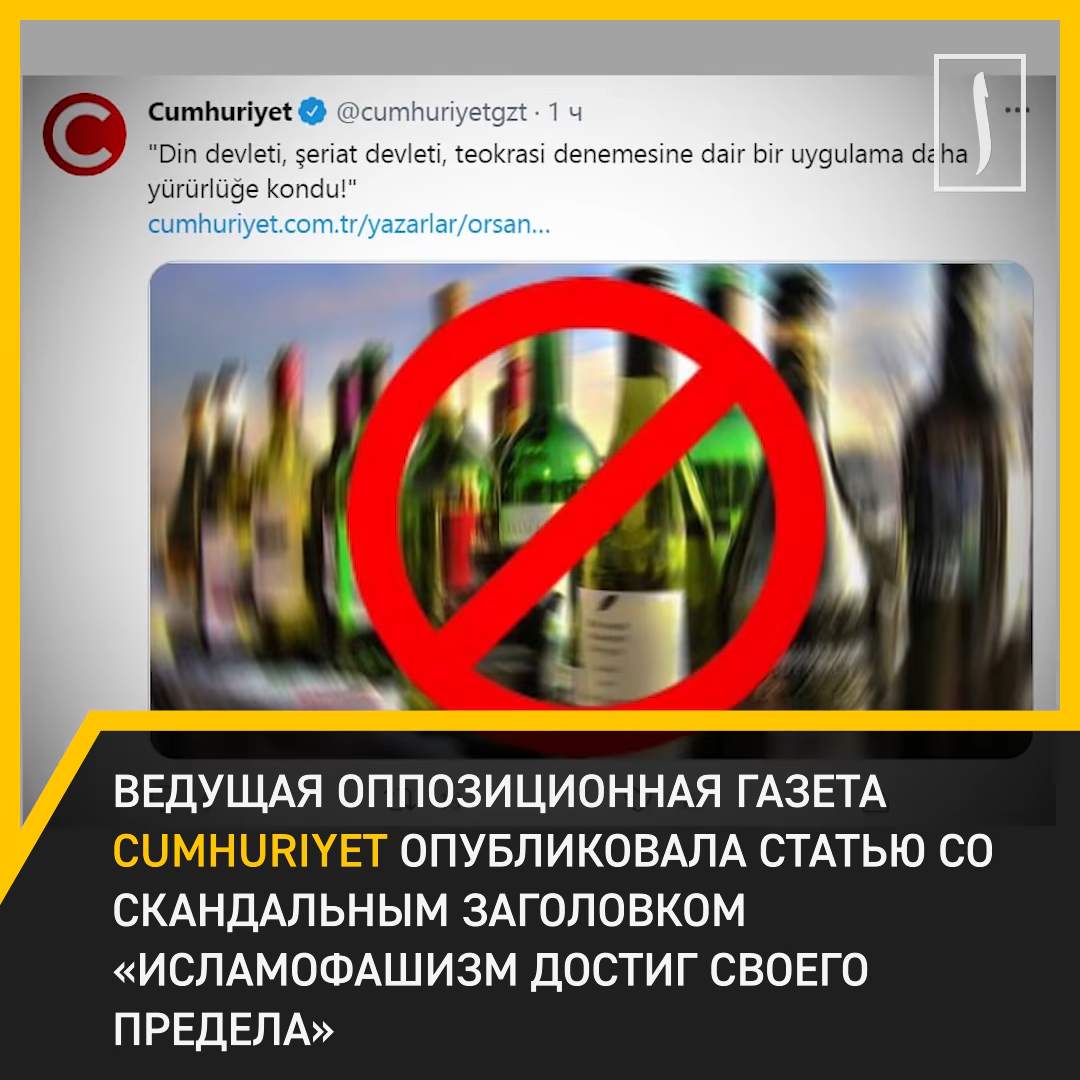 Cumhuriyet @cumhuriyetgzt · 1 ч
"Din devleti, şeriat devleti, teokrasi denemesine dair bir uygulama daha
yürürlüğe kondu!"
cumhuriyet.com.tr/yazarlar/orsan...
ВЕДУЩАЯ ОППОЗИЦИОННАЯ ГАЗЕТА
CUMHURIYET ОПУБЛИКОВАЛА СТАТЬЮ СО
СКАНДАЛЬНЫМ ЗАГОЛОВКОМ
«ИСЛАМОФАШИЗМ ДОСТИГ СВОЕГО
ПРЕДЕЛА»